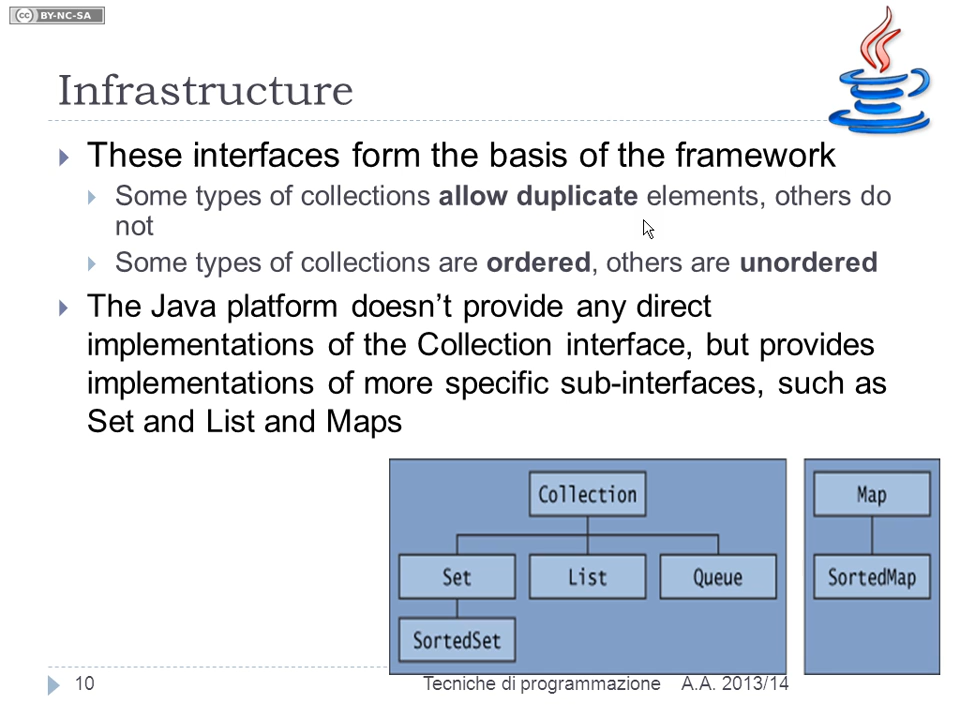 cc BY-NC-SA
Infrastructure
These interfaces form the basis of the framework
Some types of collections allow duplicate elements, others do
not
Some types of collections are ordered, others are unordered
The Java platform doesn’t provide any direct
implementations of the Collection interface, but provides
implementations of more specific sub-interfaces, such as
Set and List and Maps
Collection
Set
List
Queue
SortedSet
Map
SortedMap
10
Tecniche di programmazione A.A. 2013/14